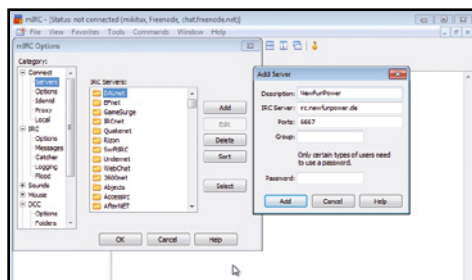 mIRC - [Status: not connected (mikitux, Freenode, chat.freenode.net)]
File View Favorites Tools Commands Window Help
mIRC Options
Category:
Connect
Servers
Options
Identd
Proxy
Local
IRC
Options
Messages
Catcher
Logging
Flood
Sounds
Mouse
DCC
Options
Folders
IRC Servers:
DALnet
EFnet
GameSurge
IRCnet
Quakenet
Rizon
SwiftIRC
Undernet
WebChat
2600net
Abjects
AccessIrc
AfterNET
Add
Edit
Delete
Sort
Select
OK Cancel Help
Add Server
Description: NewfunPower
IRC Server: irc.newfunpower.de
Ports: 6667
Group:
Only certain types of users need
to use a password.
Password:
Add Cancel Help